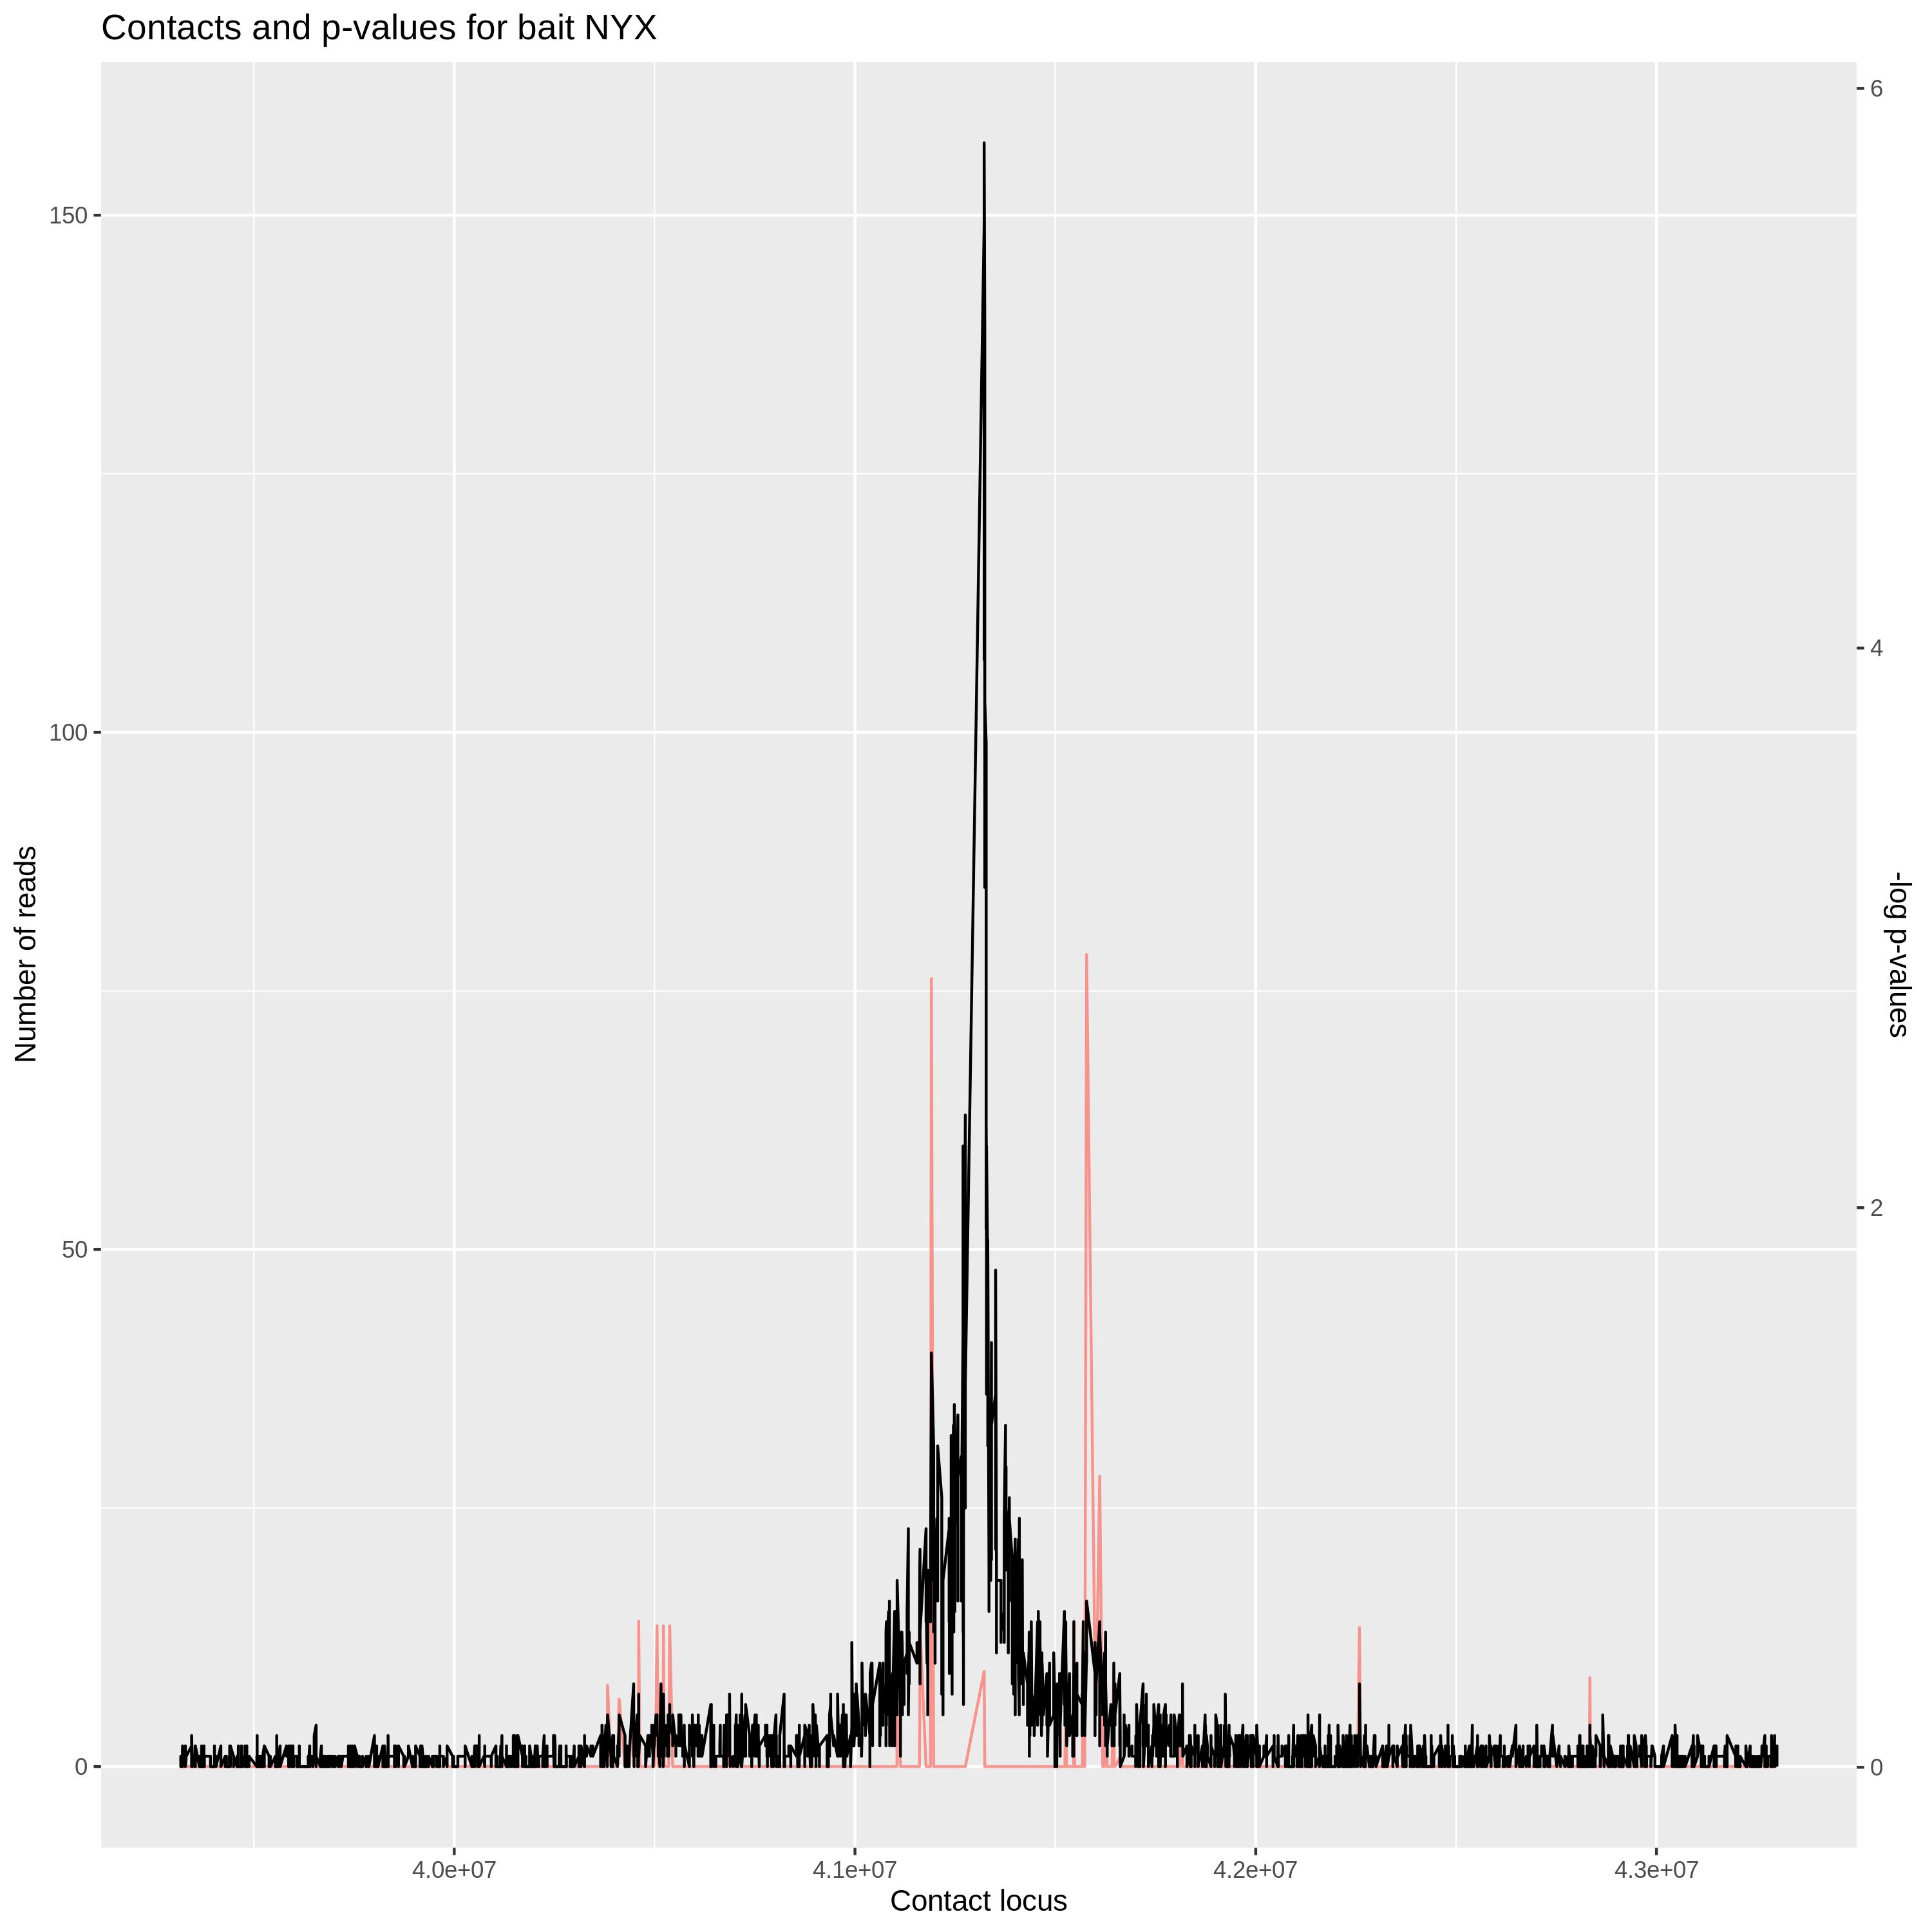 Contacts and p-values for bait NYX
150
100
50
0
Number of reads
6
4
2
0
-log p-values
4.0e+07
4.1e+07
4.2e+07
4.3e+07
Contact locus